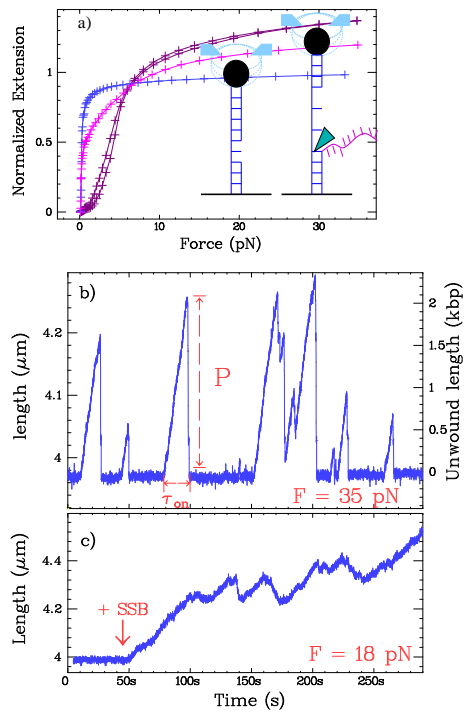 a)
Normalized Extension
1
0.5
0
0 10 20 30
Force (pN)
b)
length (μm)
4.2
4.1
4
P
τon
F = 35 pN
2
1.5
1
0.5
0
Unwound length (kbp)
c)
Length (μm)
4.4
4.2
4
+ SSB
F = 18 pN
0 50s 100s 150s 200s 250s
Time (s)